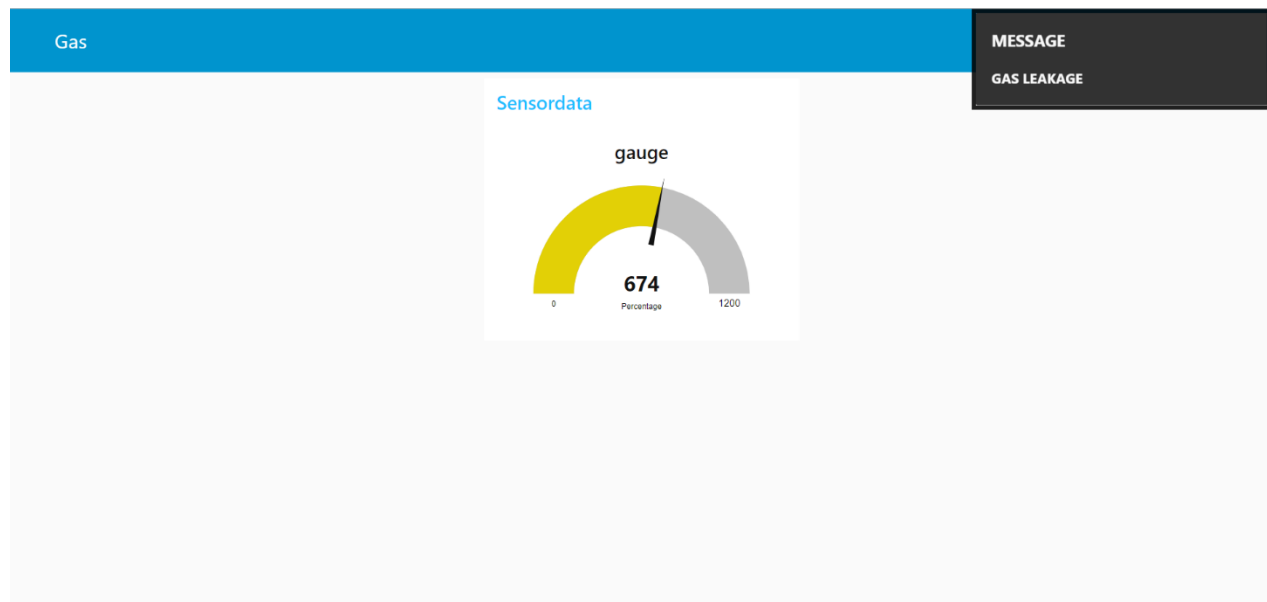 Gas
MESSAGE
GAS LEAKAGE
Sensordata
gauge
674
Percentage
0
1200